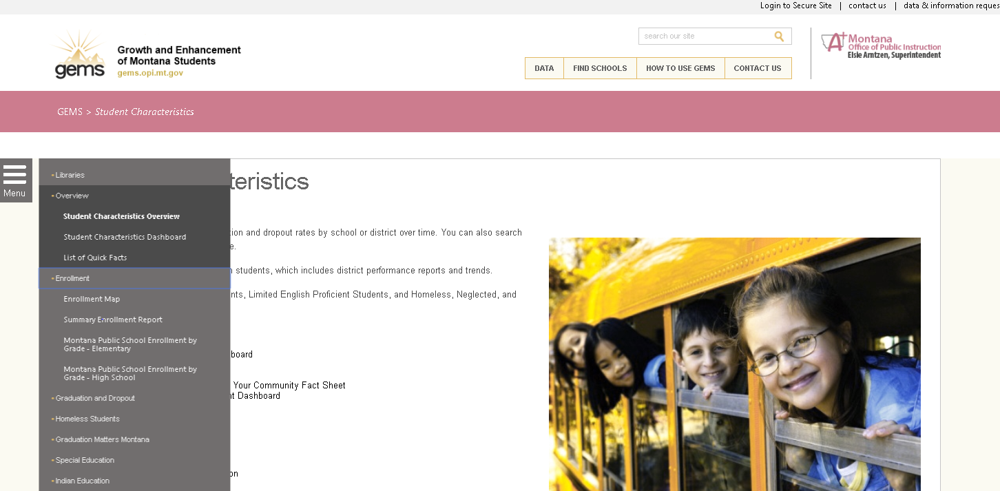 Login to Secure Site | contact us | data & information reques
gems
Growth and Enhancement
of Montana Students
gems.opi.mt.gov
search our site
DATA
FIND SCHOOLS
HOW TO USE GEMS
CONTACT US
A+ Montana
Office of Public Instruction
Elsie Arntzen, Superintendent
GEMS > Student Characteristics
Menu
Libraries
Overview
Student Characteristics Overview
Student Characteristics Dashboard
List of Quick Facts
Enrollment
Enrollment Map
Summary Enrollment Report
Montana Public School Enrollment by
Grade - Elementary
Montana Public School Enrollment by
Grade - High School
Graduation and Dropout
Homeless Students
Graduation Matters Montana
Special Education
Indian Education
teristics
tion and dropout rates by school or district over time. You can also search
e.
students, which includes district performance reports and trends.
nts, Limited English Proficient Students, and Homeless, Neglected, and
board
Your Community Fact Sheet
nt Dashboard
on